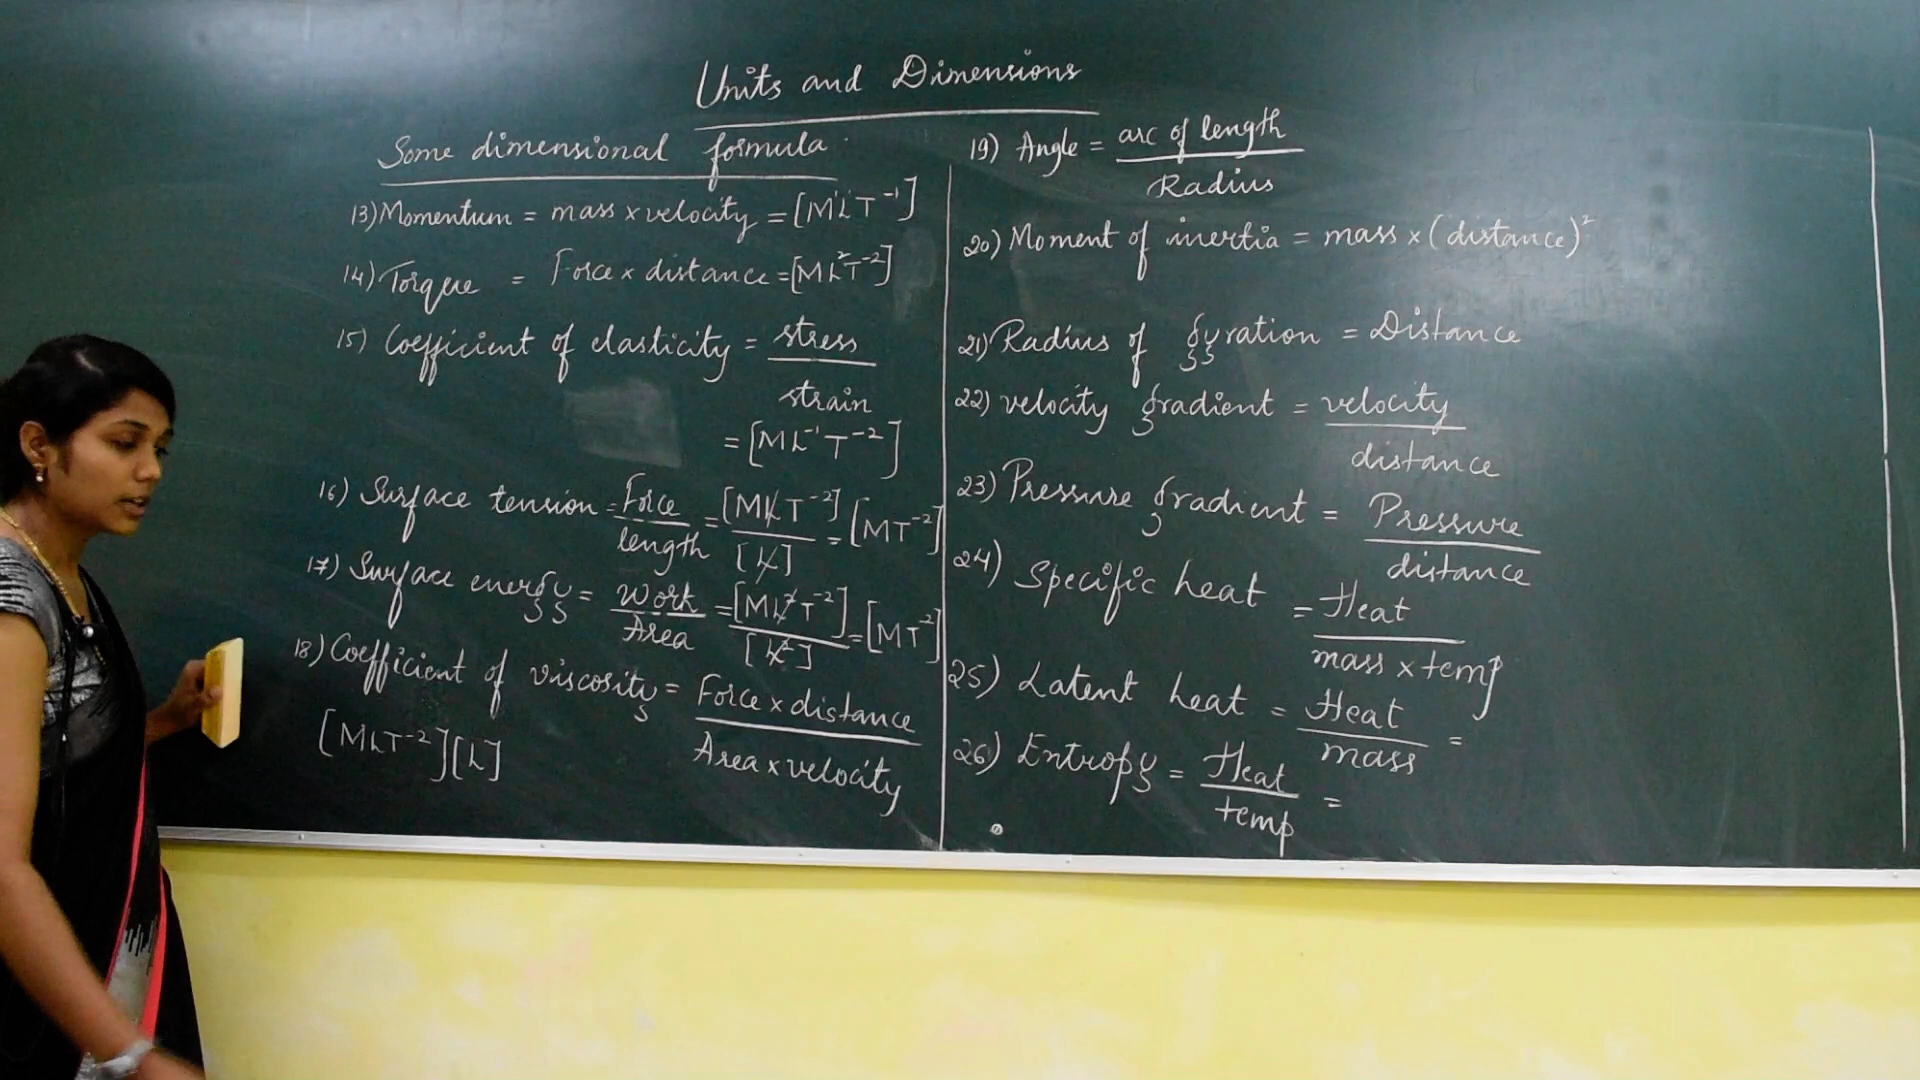 Units and Dimensions
Some dimensional formula.
13) Momentum = mass x velocity = [M¹L¹T⁻¹]
14) Torque = Force x distance = [ML²T⁻²]
15) Coefficient of elasticity = stress
strain
= [ML⁻¹T⁻²]
16) Surface tension = Force = [MLT⁻²] = [MT⁻²]
length [L]
17) Surface energy = Work = [ML²T⁻²] = [MT⁻²]
Area [L²]
18) Coefficient of viscosity = Force x distance
Area x velocity
[MLT⁻²][L]
19) Angle = arc of length
Radius
20) Moment of inertia = mass x (distance)²
21) Radius of gyration = Distance
22) velocity gradient = velocity
distance
23) Pressure gradient = Pressure
distance
24) Specific heat = Heat
mass x temp
25) Latent heat = Heat =
mass
26) Entropy = Heat =
temp